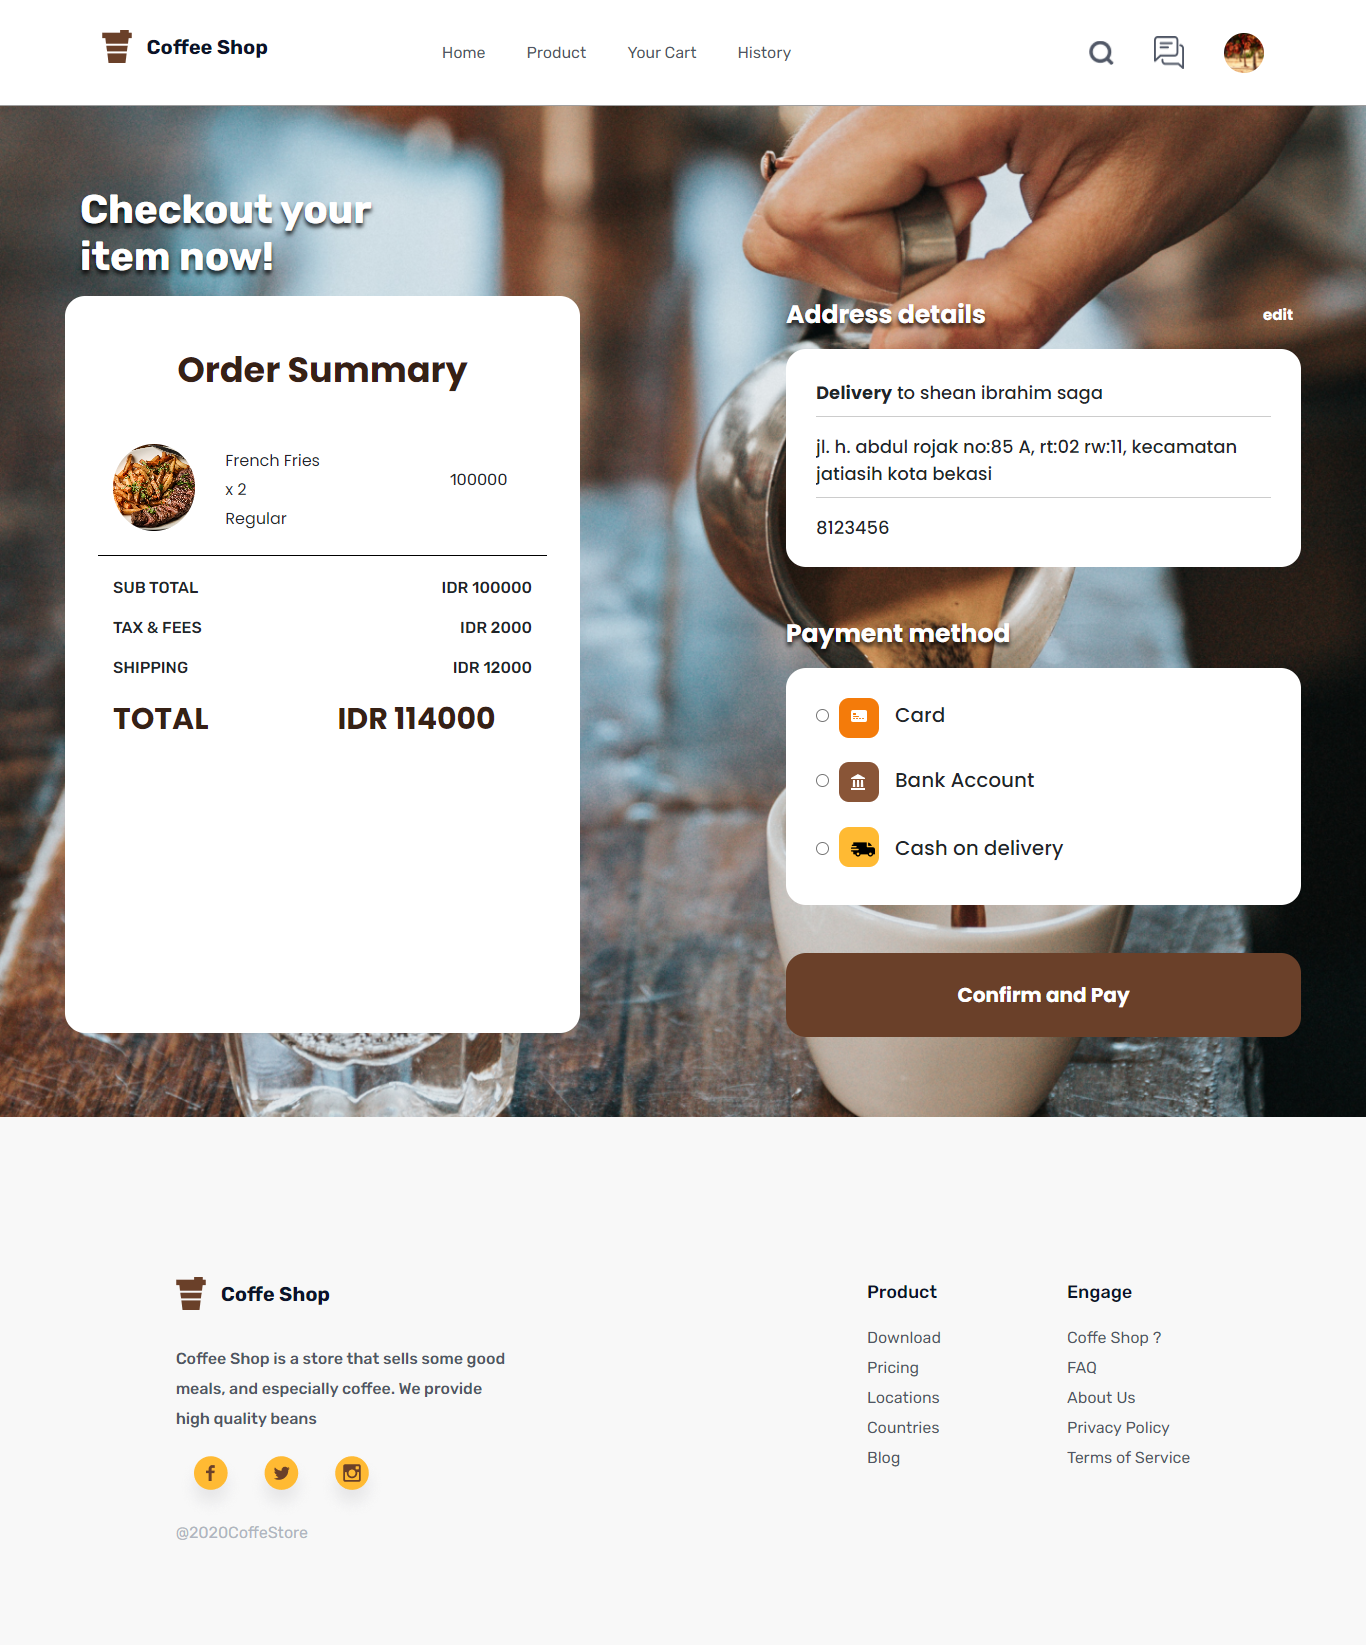 Coffee Shop
Home
Product
Your Cart
History
Checkout your
item now!
Order Summary
French Fries
x 2
Regular
100000
SUB TOTAL IDR 100000
TAX & FEES IDR 2000
SHIPPING IDR 12000
TOTAL IDR 114000
Address details
edit
Delivery to shean ibrahim saga
jl. h. abdul rojak no:85 A, rt:02 rw:11, kecamatan
jatiasih kota bekasi
8123456
Payment method
Card
Bank Account
Cash on delivery
Confirm and Pay
Coffe Shop
Coffee Shop is a store that sells some good
meals, and especially coffee. We provide
high quality beans
@2020CoffeStore
Product
Download
Pricing
Locations
Countries
Blog
Engage
Coffe Shop ?
FAQ
About Us
Privacy Policy
Terms of Service